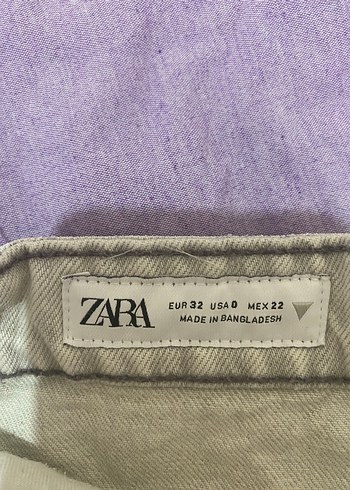 ZARA
EUR 32 USA 0 MEX 22
MADE IN BANGLADESH